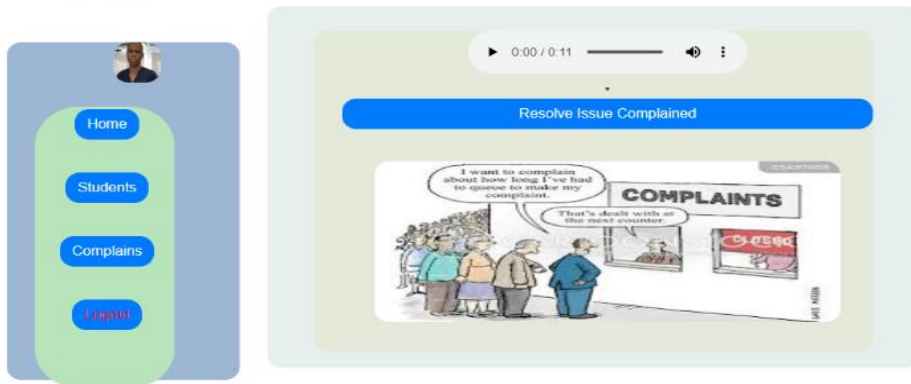 Home
Students
Complains
Logout
0:00 / 0:11
Resolve Issue Complained
I want to complain
about how long I've had
to queue to make my
complaint.
COMPLAINTS
That's dealt with at
the next counter.
CLOSED